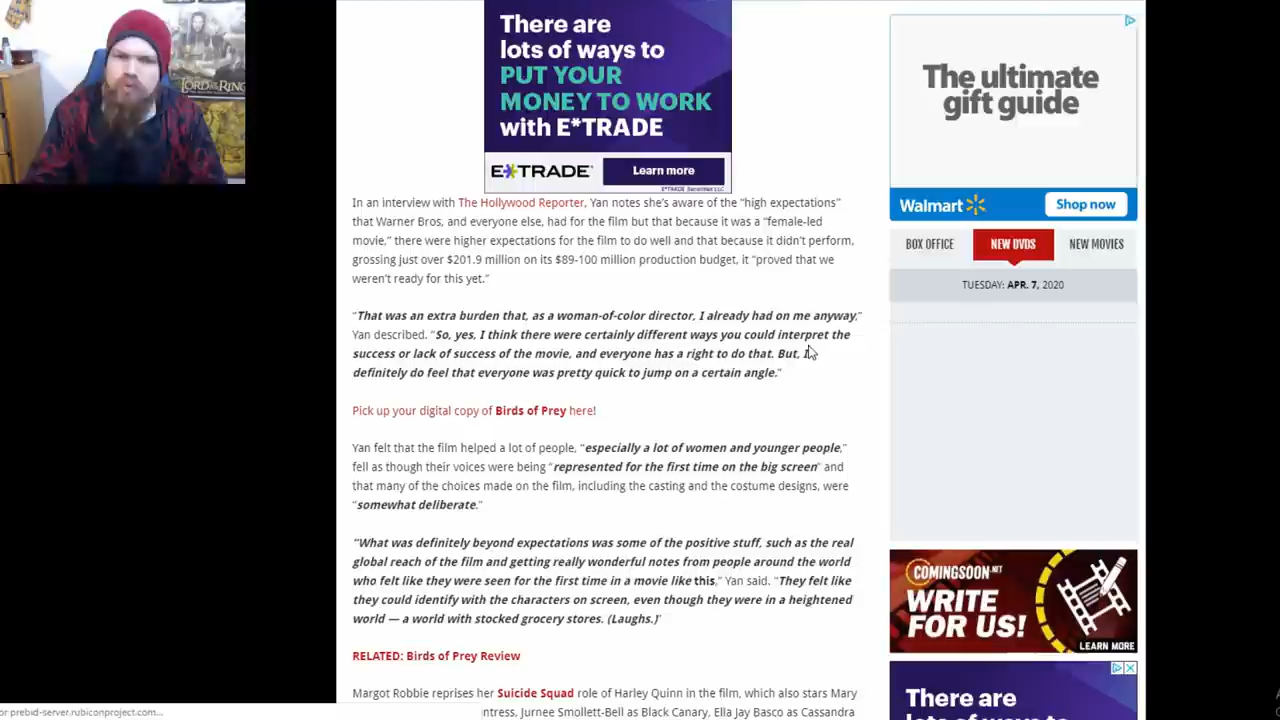 LORD OF THE RINGS
There are
lots of ways to
PUT YOUR
MONEY TO WORK
with E*TRADE
E*TRADE
Learn more
E*TRADE Securities LLC
The ultimate
gift guide
Walmart
Shop now
BOX OFFICE
NEW DVDS
NEW MOVIES
TUESDAY: APR. 7, 2020
In an interview with The Hollywood Reporter, Yan notes she's aware of the “high expectations”
that Warner Bros, and everyone else, had for the film but that because it was a “female-led
movie,” there were higher expectations for the film to do well and that because it didn't perform,
grossing just over $201.9 million on its $89-100 million production budget, it “proved that we
weren't ready for this yet.”
“That was an extra burden that, as a woman-of-color director, I already had on me anyway,”
Yan described. “So, yes, I think there were certainly different ways you could interpret the
success or lack of success of the movie, and everyone has a right to do that. But, I
definitely do feel that everyone was pretty quick to jump on a certain angle.”
Pick up your digital copy of Birds of Prey here!
Yan felt that the film helped a lot of people, “especially a lot of women and younger people,”
fell as though their voices were being “represented for the first time on the big screen” and
that many of the choices made on the film, including the casting and the costume designs, were
“somewhat deliberate.”
“What was definitely beyond expectations was some of the positive stuff, such as the real
global reach of the film and getting really wonderful notes from people around the world
who felt like they were seen for the first time in a movie like this,” Yan said. “They felt like
they could identify with the characters on screen, even though they were in a heightened
world — a world with stocked grocery stores. (Laughs.)”
RELATED: Birds of Prey Review
Margot Robbie reprises her Suicide Squad role of Harley Quinn in the film, which also stars Mary
ntress, Jurnee Smollett-Bell as Black Canary, Ella Jay Basco as Cassandra
COMINGSOON.NET
WRITE
FOR US!
LEARN MORE
There are
lots of ways to
or prebid-server.rubiconproject.com...